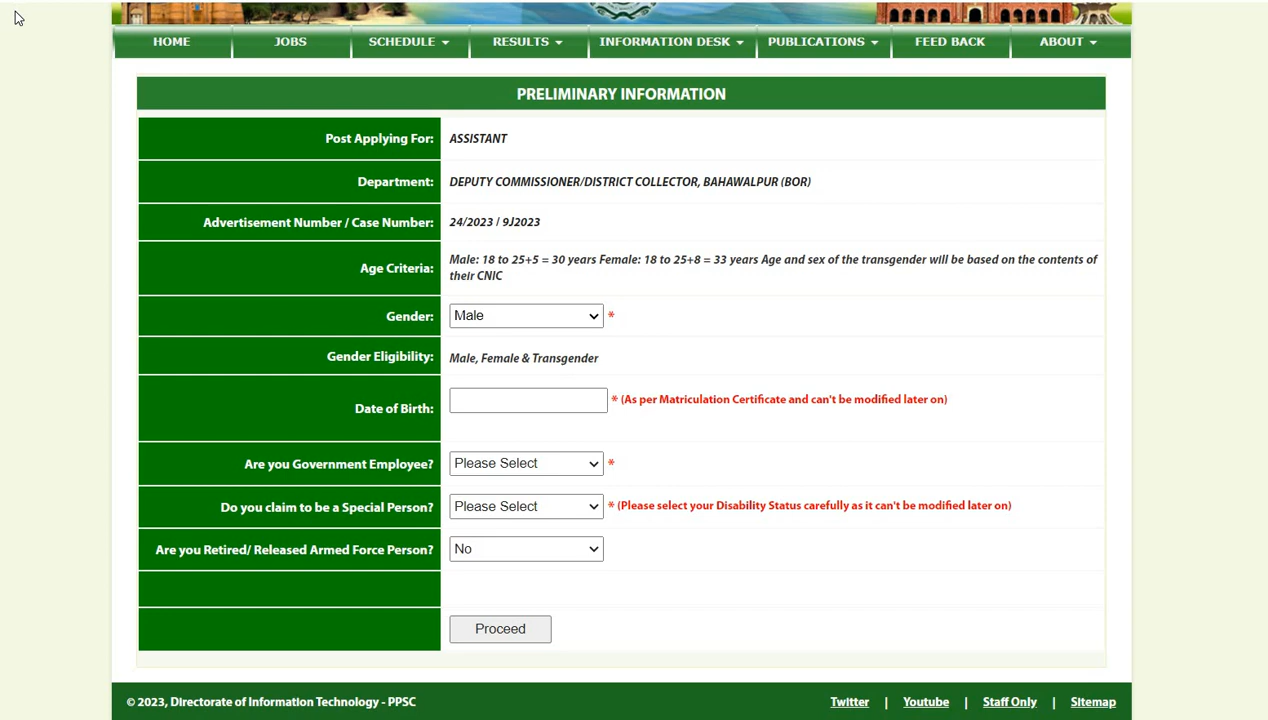 HOME JOBS SCHEDULE RESULTS INFORMATION DESK PUBLICATIONS FEED BACK ABOUT
PRELIMINARY INFORMATION
Post Applying For: ASSISTANT
Department: DEPUTY COMMISSIONER/DISTRICT COLLECTOR, BAHAWALPUR (BOR)
Advertisement Number / Case Number: 24/2023 / 9J2023
Age Criteria: Male: 18 to 25+5 = 30 years Female: 18 to 25+8 = 33 years Age and sex of the transgender will be based on the contents of
their CNIC
Gender: Male *
Gender Eligibility: Male, Female & Transgender
Date of Birth: * (As per Matriculation Certificate and can't be modified later on)
Are you Government Employee? Please Select *
Do you claim to be a Special Person? Please Select * (Please select your Disability Status carefully as it can't be modified later on)
Are you Retired/ Released Armed Force Person? No
Proceed
© 2023, Directorate of Information Technology - PPSC Twitter | Youtube | Staff Only | Sitemap